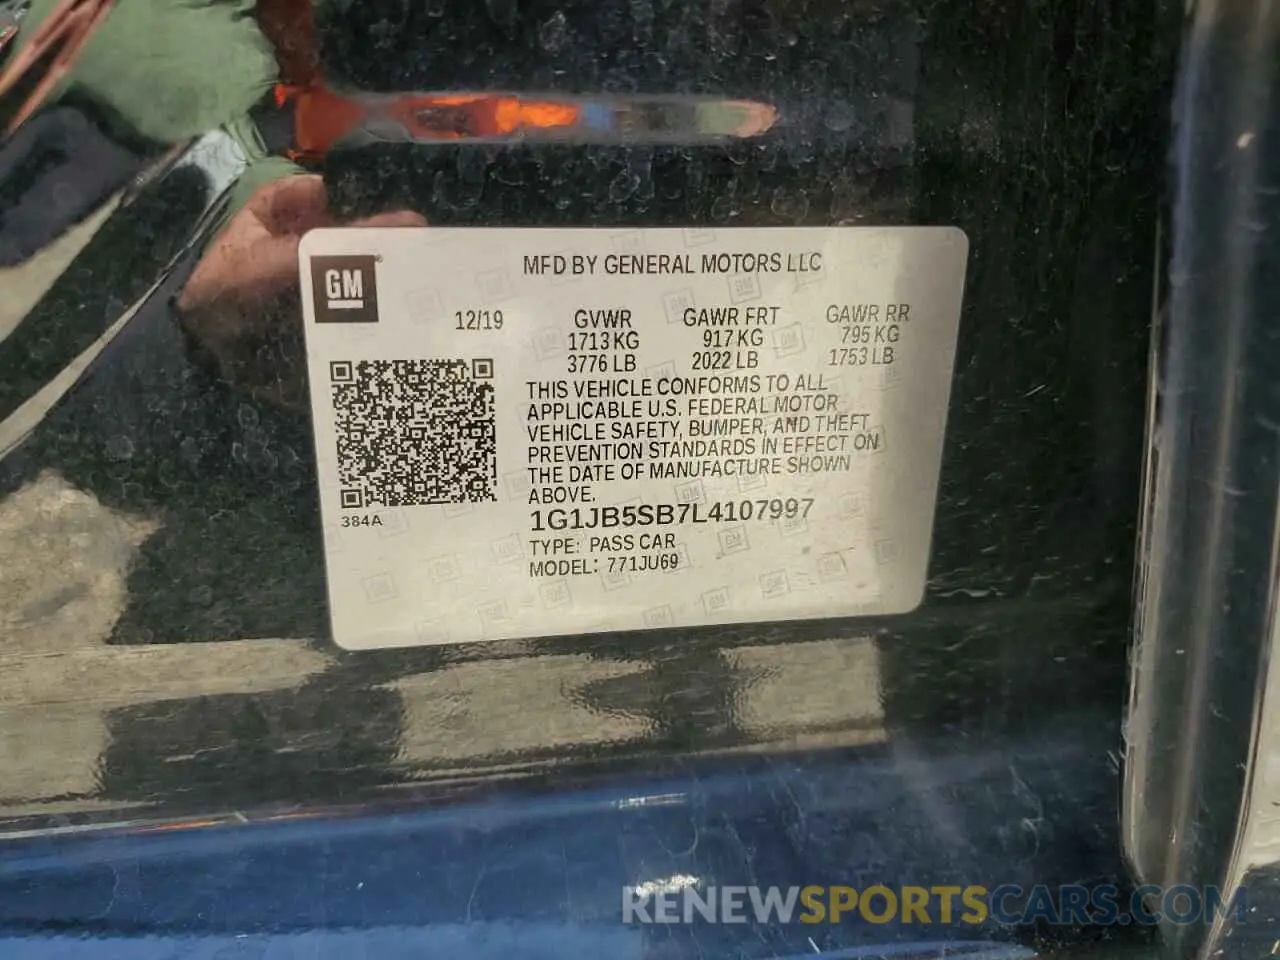 MFD BY GENERAL MOTORS LLC
GM
12/19 GVWR GAWR FRT GAWR RR
1713 KG 917 KG 795 KG
3776 LB 2022 LB 1753 LB
THIS VEHICLE CONFORMS TO ALL
APPLICABLE U.S. FEDERAL MOTOR
VEHICLE SAFETY, BUMPER, AND THEFT
PREVENTION STANDARDS IN EFFECT ON
THE DATE OF MANUFACTURE SHOWN
ABOVE.
384A
1G1JB5SB7L4107997
TYPE: PASS CAR
MODEL: 771JU69
RENEWSPORTSCARS.COM